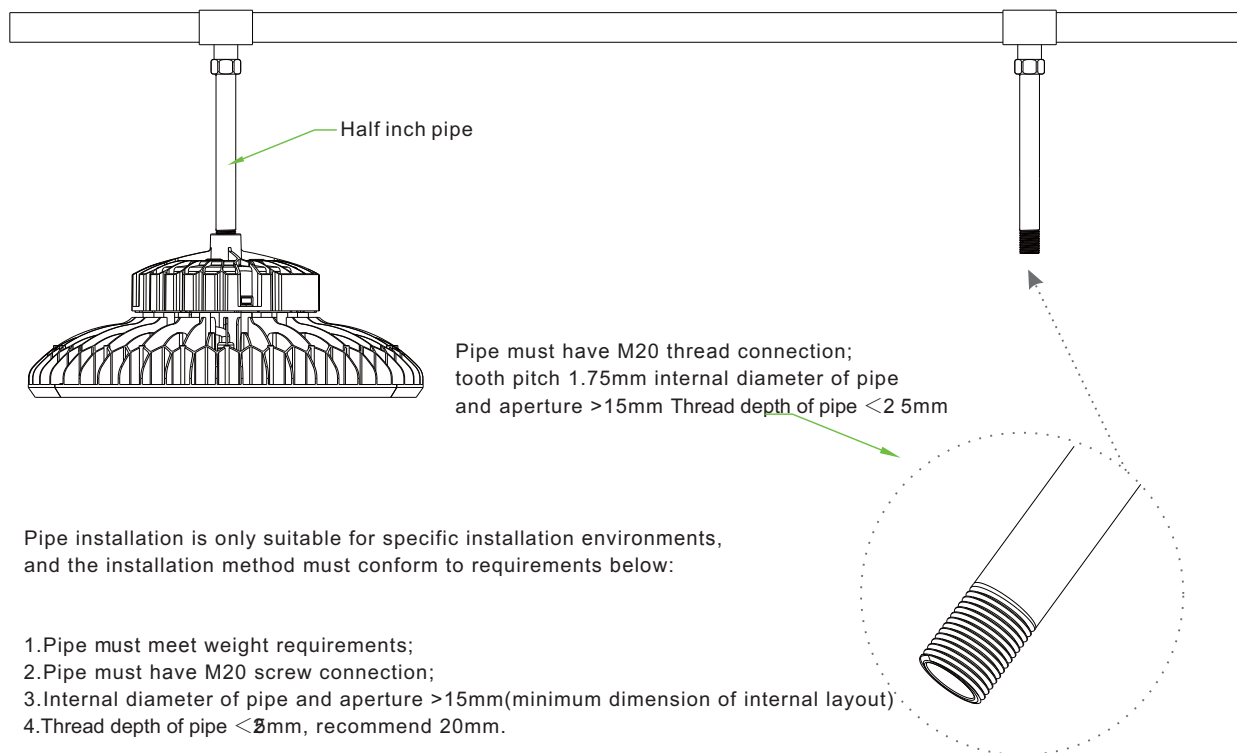 Half inch pipe
Pipe must have M20 thread connection;
tooth pitch 1.75mm internal diameter of pipe
and aperture >15mm Thread depth of pipe <2 5mm
Pipe installation is only suitable for specific installation environments,
and the installation method must conform to requirements below:
1.Pipe must meet weight requirements;
2.Pipe must have M20 screw connection;
3.Internal diameter of pipe and aperture >15mm(minimum dimension of internal layout)
4.Thread depth of pipe < mm, recommend 20mm.